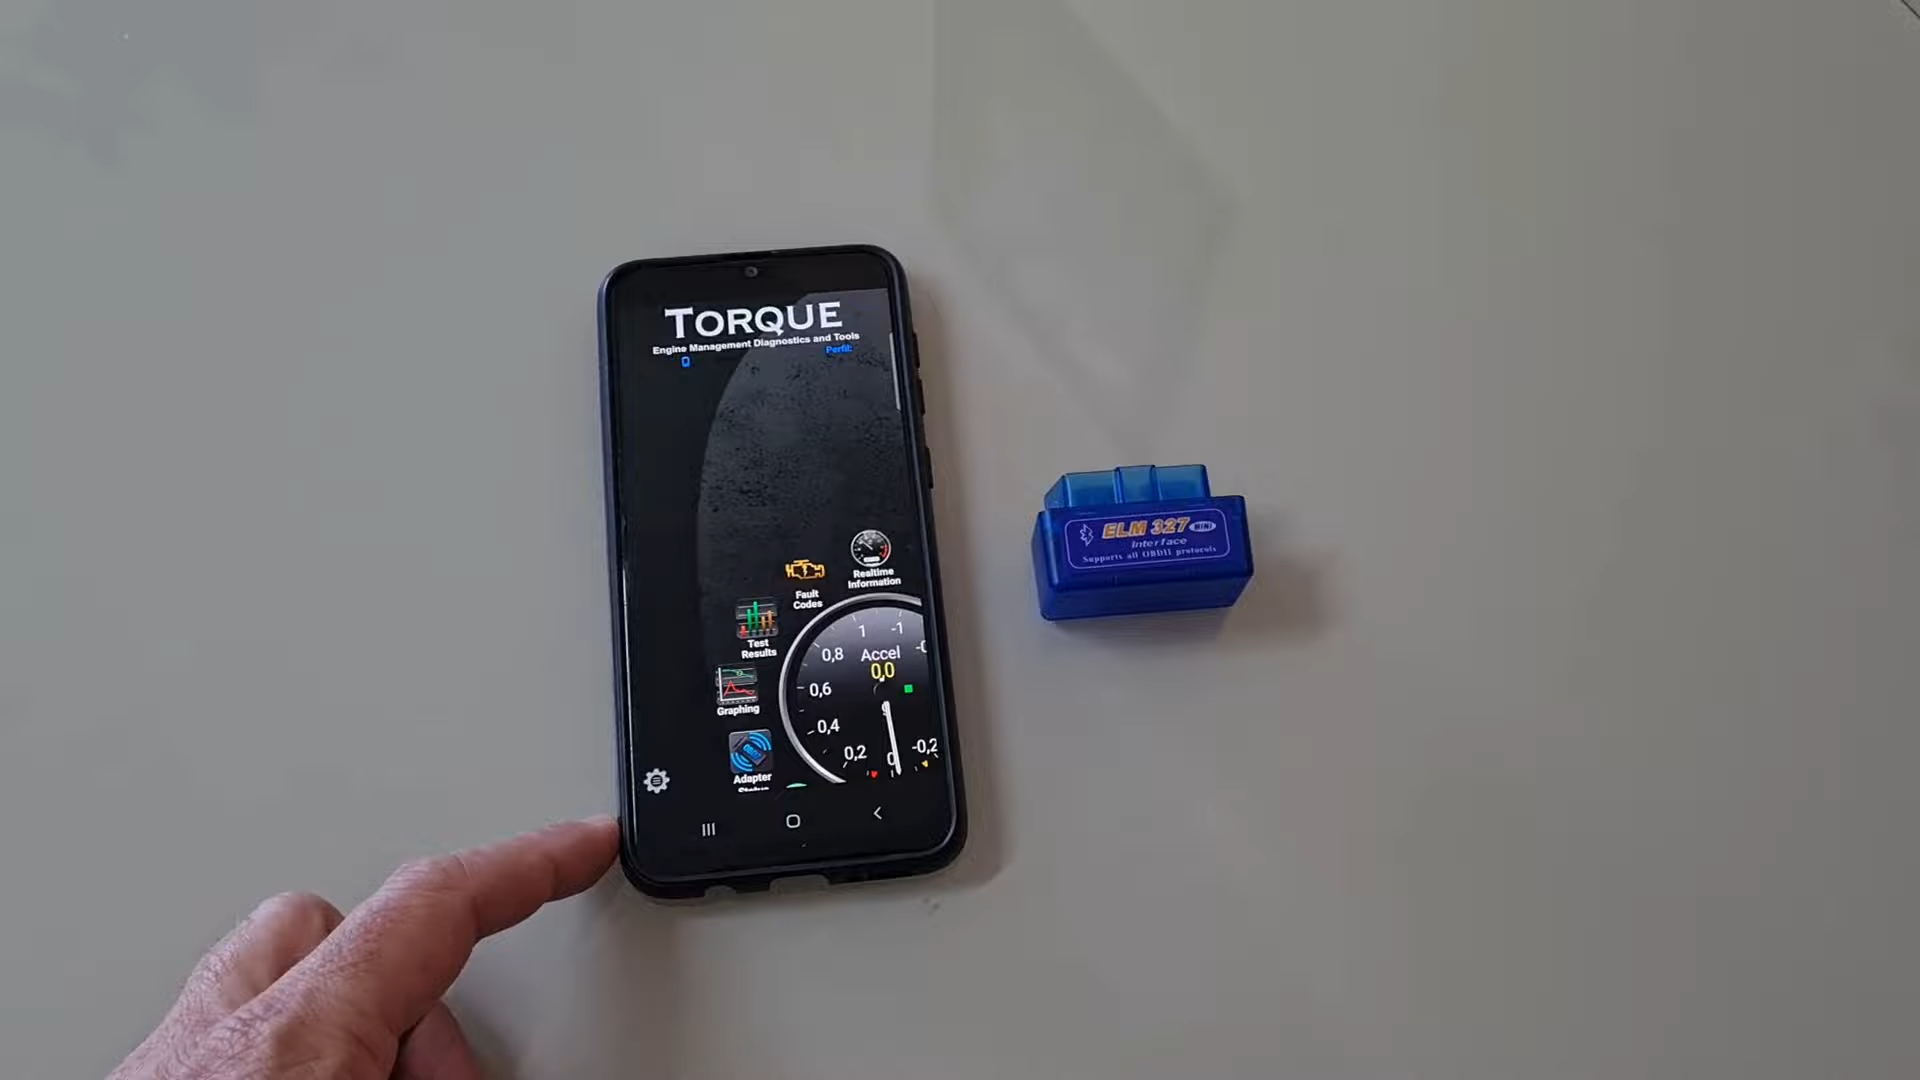 TORQUE
Engine Management Diagnostics and Tools
Perfil:
Realtime
Information
Fault
Codes
Test
Results
Graphing
Adapter
Status
1
-1
0,8
Accel
0,0
0,6
0,4
0,2
0
-0,2
ELM 327 MINI
Interface
Supports all OBDII protocols